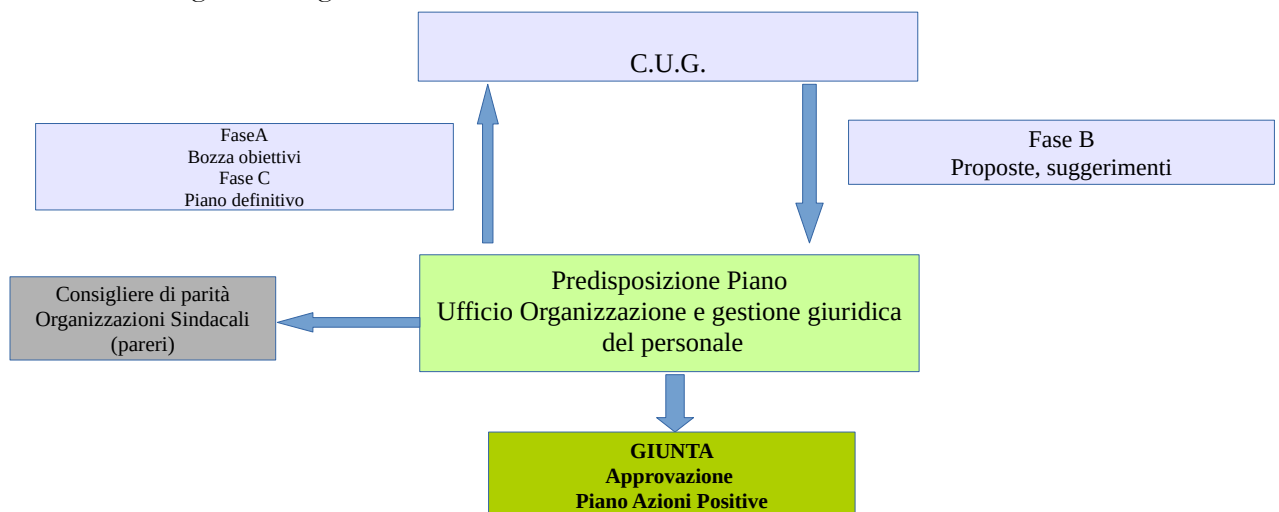 C.U.G.
FaseA
Bozza obiettivi
Fase C
Piano definitivo
Fase B
Proposte, suggerimenti
Predisposizione Piano
Ufficio Organizzazione e gestione giuridica
del personale
Consigliere di parità
Organizzazioni Sindacali
(pareri)
GIUNTA
Approvazione
Piano Azioni Positive